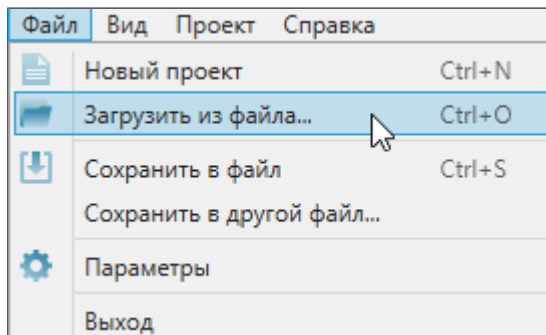 Файл Вид Проект Справка
Новый проект Ctrl+N
Загрузить из файла... Ctrl+O
Сохранить в файл Ctrl+S
Сохранить в другой файл...
Параметры
Выход